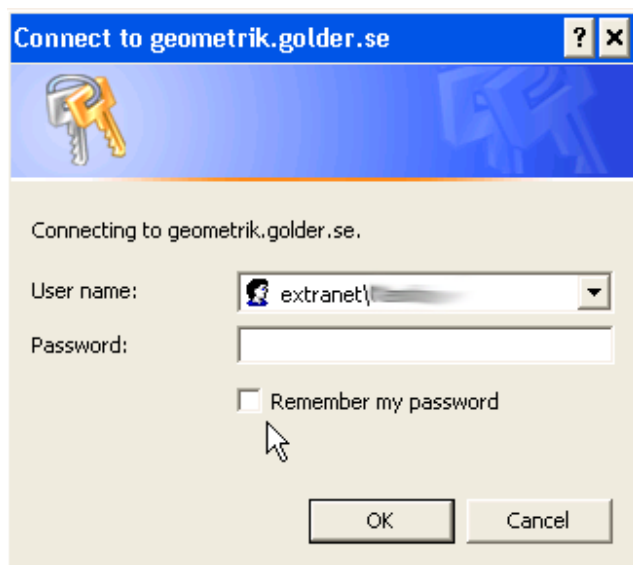 Connect to geometrik.golder.se
Connecting to geometrik.golder.se.
User name: extranet\
Password:
Remember my password
OK Cancel